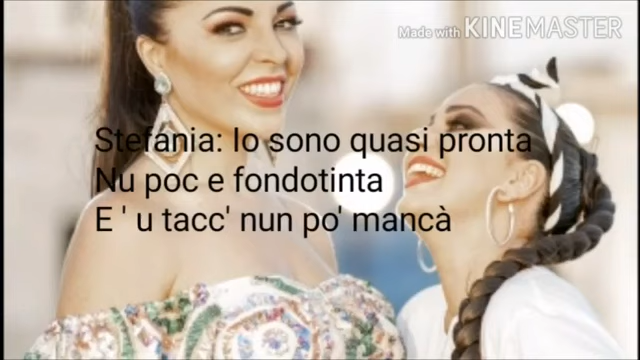 Made with KINEMASTER
Stefania: Io sono quasi pronta
Nu poc e fondotinta
E ' u tacc' nun po' mancà